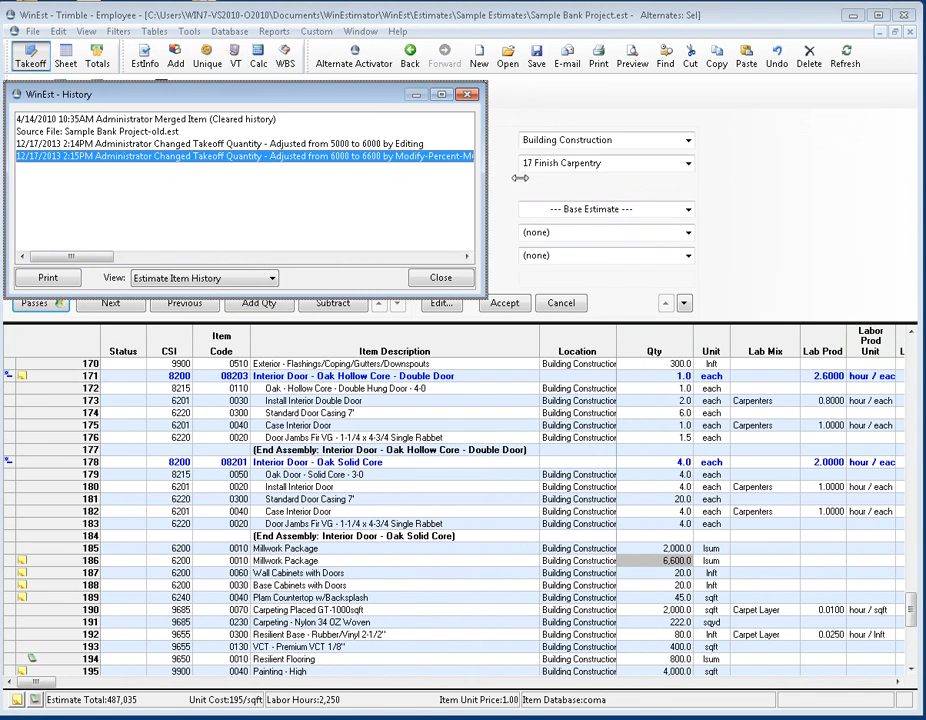 WinEst - Trimble - Employee - [C:\Users\WIN7-VS2010-O2010\Documents\WinEstimator\WinEst\Estimates\Sample Estimates\Sample Bank Project.est - Alternates: Sel]
File Edit View Filters Tables Tools Database Reports Custom Window Help
Takeoff Sheet Totals EstInfo Add Unique VT Calc WBS Alternate Activator Back Forward New Open Save E-mail Print Preview Find Cut Copy Paste Undo Delete Refresh
WinEst - History
4/14/2010 10:35AM Administrator Merged Item (Cleared history)
Source File: Sample Bank Project-old.est
12/17/2013 2:14PM Administrator Changed Takeoff Quantity - Adjusted from 5000 to 6000 by Editing
12/17/2013 2:15PM Administrator Changed Takeoff Quantity - Adjusted from 6000 to 6600 by Modify-Percent-M
Print View: Estimate Item History Close
Building Construction
17 Finish Carpentry
--- Base Estimate ---
(none)
(none)
Passes Next Previous Add Qty Subtract Edit... Accept Cancel
Status CSI Item Code Item Description Location Qty Unit Lab Mix Lab Prod Labor Prod Unit L
170 9900 0510 Exterior - Flashings/Coping/Gutters/Downspouts Building Construction 300.0 lnft
171 8200 08203 Interior Door - Oak Hollow Core - Double Door 1.0 each 2.6000 hour / eac
172 8215 0110 Oak - Hollow Core - Double Hung Door - 4-0 Building Construction 1.0 each
173 6201 0030 Install Interior Double Door Building Construction 2.0 each Carpenters 0.8000 hour / each
174 6220 0300 Standard Door Casing 7' Building Construction 6.0 each
175 6201 0040 Case Interior Door Building Construction 1.0 each Carpenters 1.0000 hour / each
176 6220 0020 Door Jambs Fir VG - 1-1/4 x 4-3/4 Single Rabbet Building Construction 1.5 each
177 (End Assembly: Interior Door - Oak Hollow Core - Double Door)
178 8200 08201 Interior Door - Oak Solid Core 4.0 each 2.0000 hour / eac
179 8215 0050 Oak Door - Solid Core - 3-0 Building Construction 4.0 each
180 6201 0020 Install Interior Door Building Construction 4.0 each Carpenters 1.0000 hour / each
181 6220 0300 Standard Door Casing 7' Building Construction 20.0 each
182 6201 0040 Case Interior Door Building Construction 4.0 each Carpenters 1.0000 hour / each
183 6220 0020 Door Jambs Fir VG - 1-1/4 x 4-3/4 Single Rabbet Building Construction 4.0 each
184 (End Assembly: Interior Door - Oak Solid Core)
185 6200 0010 Millwork Package Building Construction 2,000.0 lsum
186 6200 0010 Millwork Package Building Construction 6,600.0 lsum
187 6200 0060 Wall Cabinets with Doors Building Construction 20.0 lnft
188 6200 0030 Base Cabinets with Doors Building Construction 20.0 lnft
189 6240 0040 Plam Countertop w/Backsplash Building Construction 45.0 sqft
190 9685 0070 Carpeting Placed GT-1000sqft Building Construction 2,000.0 sqft Carpet Layer 0.0100 hour / sqft
191 9685 0230 Carpeting - Nylon 34 OZ Woven Building Construction 222.0 sqyd
192 9655 0300 Resilient Base - Rubber/Vinyl 2-1/2" Building Construction 80.0 lnft Carpet Layer 0.0250 hour / lnft
193 9655 0130 VCT - Premium VCT 1/8" Building Construction 400.0 sqft
194 9650 0010 Resilient Flooring Building Construction 800.0 lsum
195 9900 0040 Painting - High Building Construction 4,000.0 sqft
Estimate Total:487,035 Unit Cost:195/sqft Labor Hours:2,250 Item Unit Price:1.00 Item Database:coma